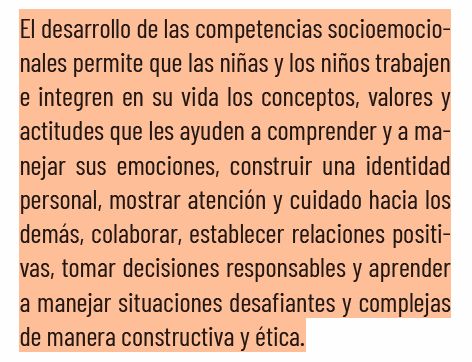 El desarrollo de las competencias socioemocio-
nales permite que las niñas y los niños trabajen
e integren en su vida los conceptos, valores y
actitudes que les ayuden a comprender y a ma-
nejar sus emociones, construir una identidad
personal, mostrar atención y cuidado hacia los
demás, colaborar, establecer relaciones positi-
vas, tomar decisiones responsables y aprender
a manejar situaciones desafiantes y complejas
de manera constructiva y ética.